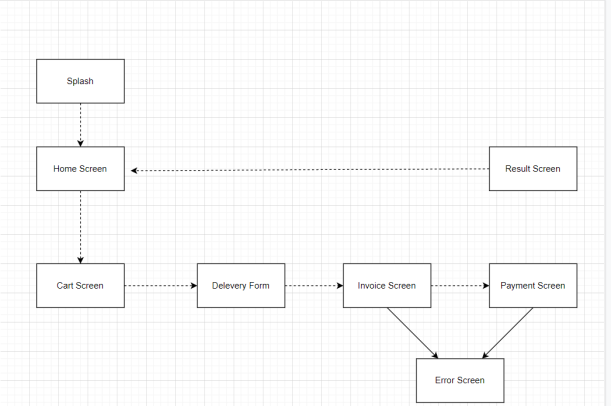 Splash
Home Screen
Result Screen
Cart Screen
Delevery Form
Invoice Screen
Payment Screen
Error Screen